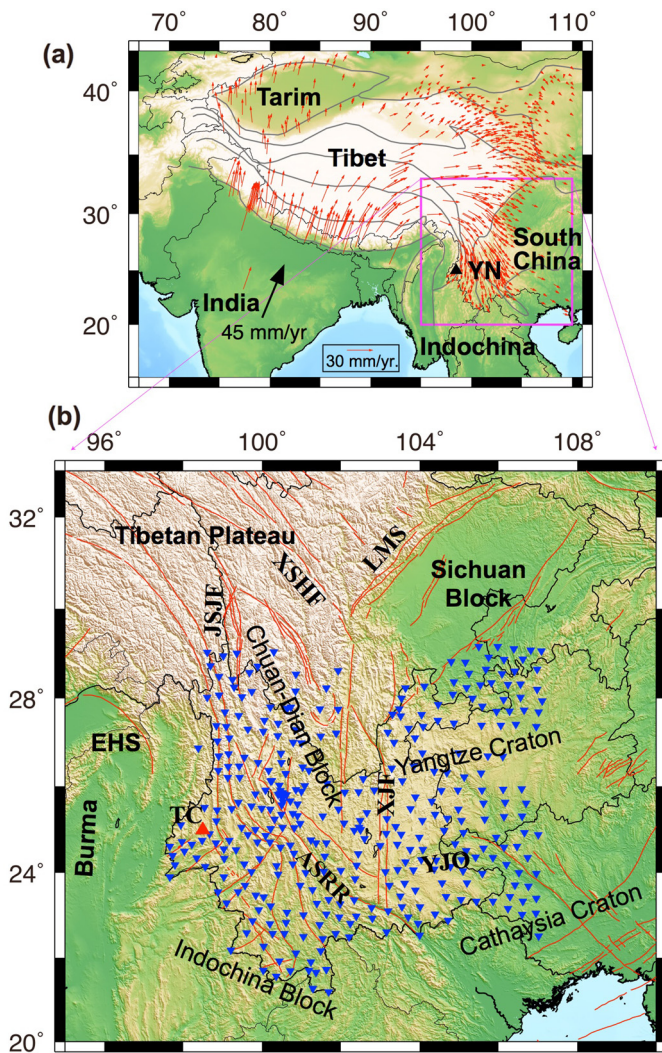 (a)
70° 80° 90° 100° 110°
40°
30°
20°
Tarim
Tibet
South
China
YN
India
45 mm/yr
Indochina
30 mm/yr.
(b)
96° 100° 104° 108°
32°
28°
24°
20°
Tibetan Plateau
LMS
XSHF
JSJF
Sichuan
Block
Chuan-Dian Block
EHS
Yangtze Craton
XJF
TC
Burma
YJO
ASRR
Cathaysia Craton
Indochina Block